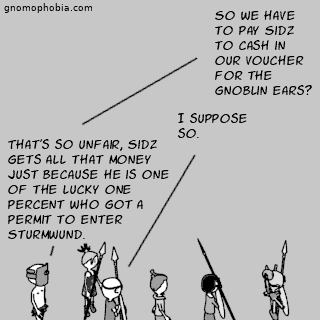 gnomophobia.com
SO WE HAVE
TO PAY SIDZ
TO CASH IN
OUR VOUCHER
FOR THE
GNOBLIN EARS?
I SUPPOSE
SO.
THAT'S SO UNFAIR, SIDZ
GETS ALL THAT MONEY
JUST BECAUSE HE IS ONE
OF THE LUCKY ONE
PERCENT WHO GOT A
PERMIT TO ENTER
STURMWUND.